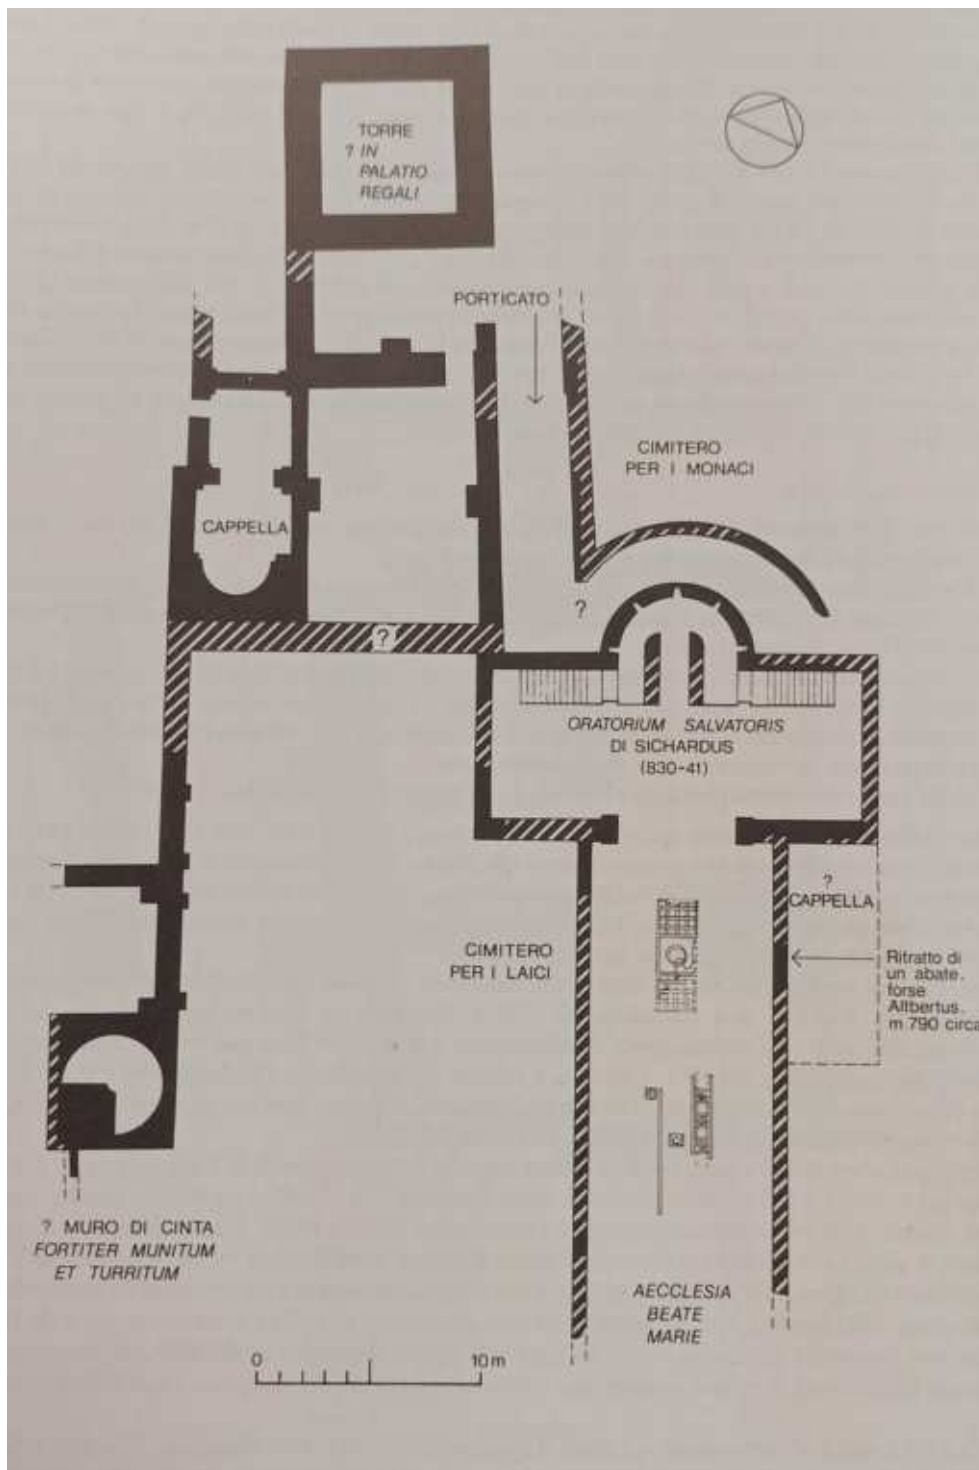 TORRE
? IN
PALATIO
REGALI
PORTICATO
CIMITERO
PER I MONACI
CAPPELLA
?
?
ORATORIUM SALVATORIS
DI SICHARDUS
(830-41)
?
CAPPELLA
CIMITERO
PER I LAICI
Ritratto di
un abate.
forse
Altbertus.
m 790 circa
? MURO DI CINTA
FORTITER MUNITUM
ET TURRITUM
AECCLESIA
BEATE
MARIE
0 10 m